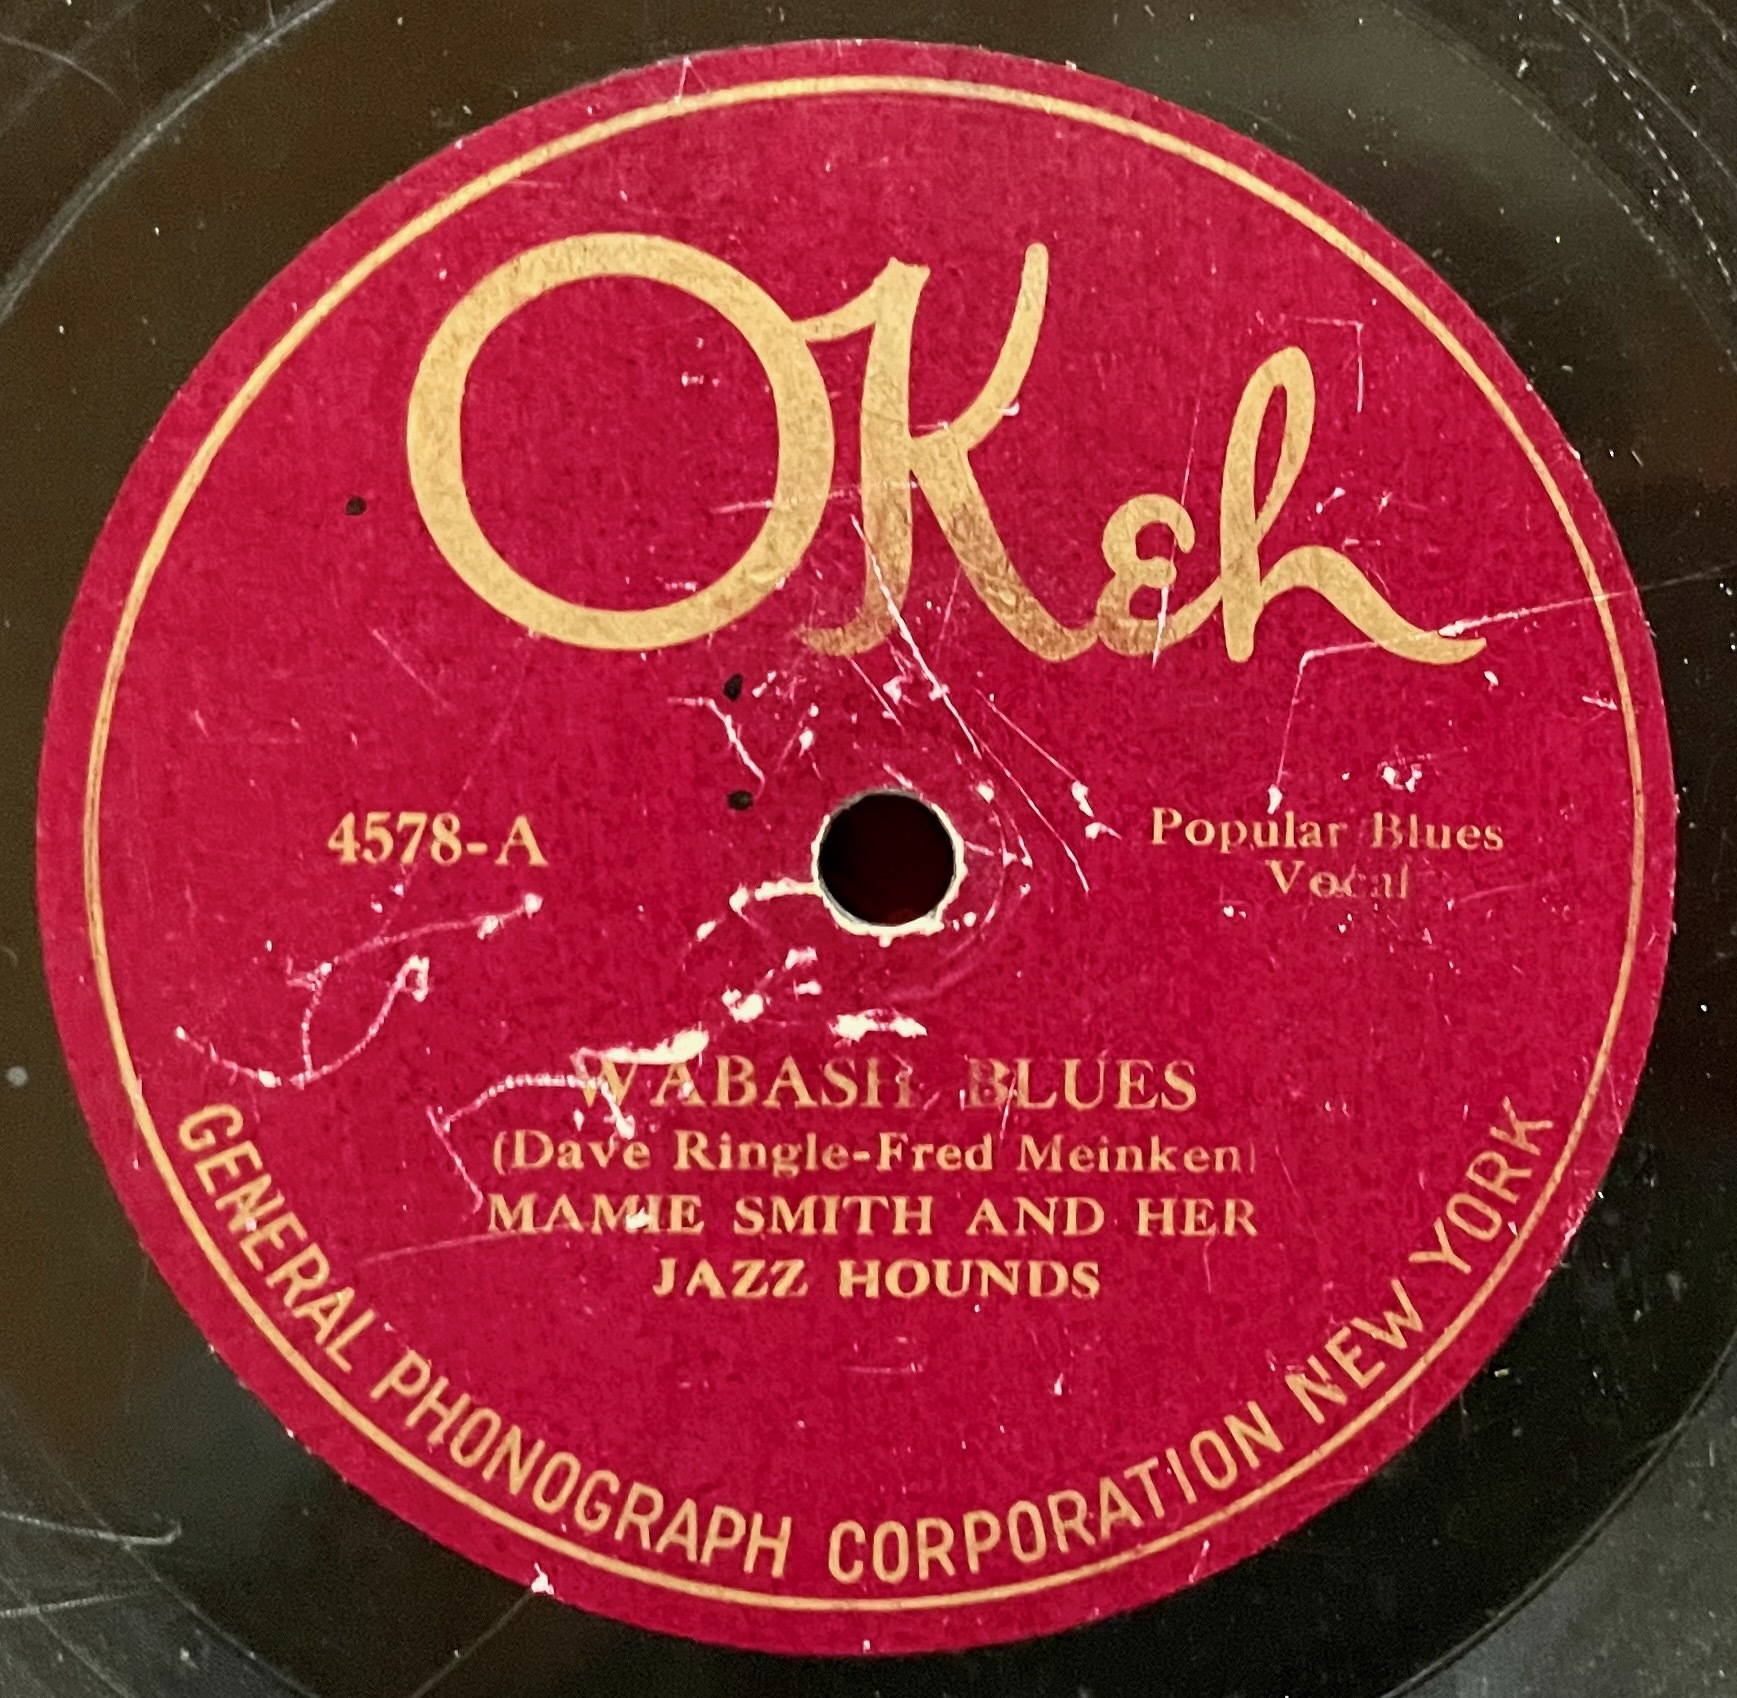 OKeh
4578-A
Popular Blues
Vocal
WABASH BLUES
(Dave Ringle-Fred Meinken)
MAMIE SMITH AND HER
JAZZ HOUNDS
GENERAL PHONOGRAPH CORPORATION NEW YORK